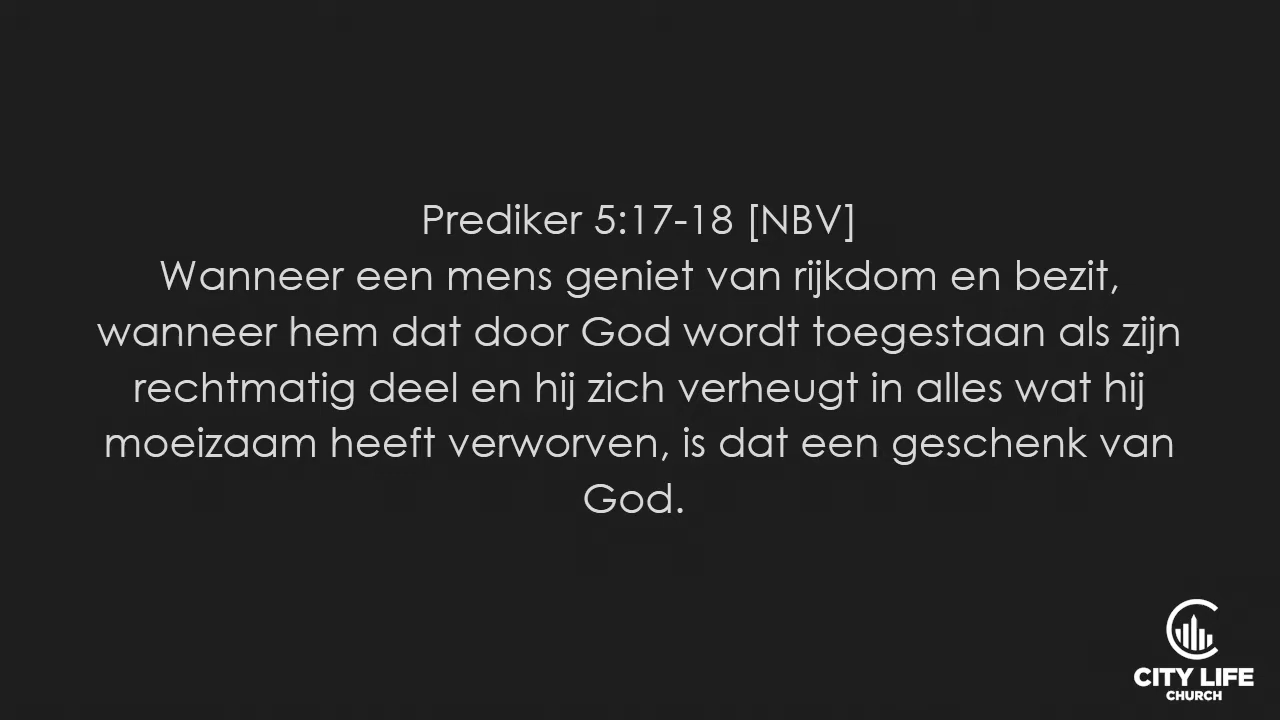 Prediker 5:17-18 [NBV]
Wanneer een mens geniet van rijkdom en bezit,
wanneer hem dat door God wordt toegestaan als zijn
rechtmatig deel en hij zich verheugt in alles wat hij
moeizaam heeft verworven, is dat een geschenk van
God.
CITY LIFE
CHURCH